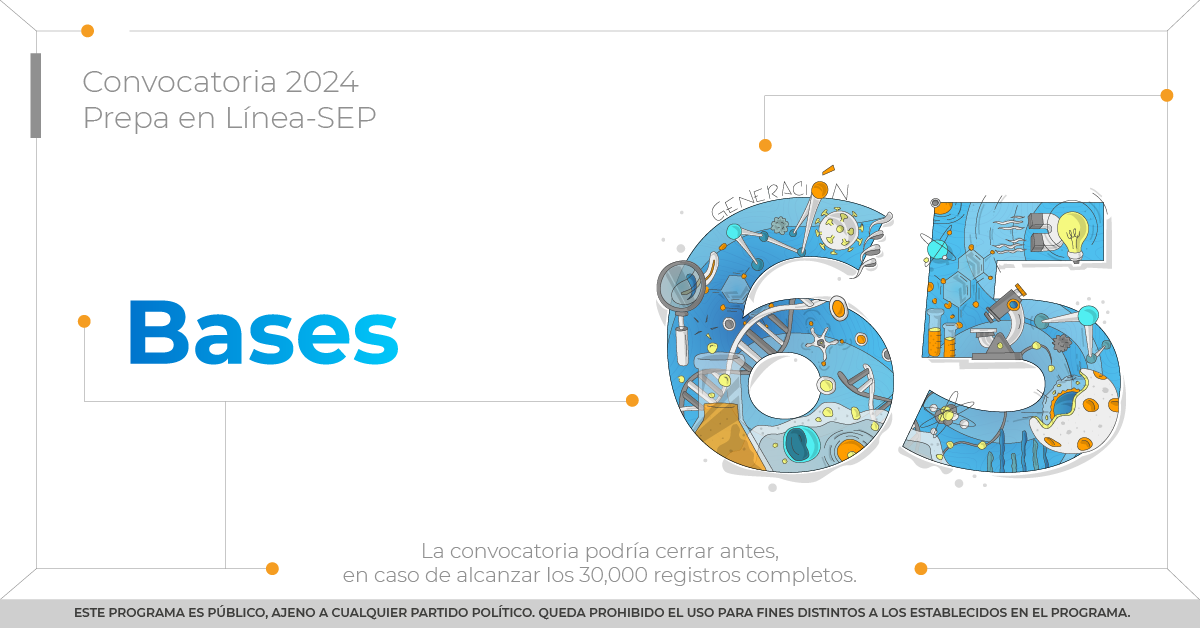 Convocatoria 2024
Prepa en Línea-SEP
GENERACIÓN
65
Bases
La convocatoria podría cerrar antes,
en caso de alcanzar los 30,000 registros completos.
ESTE PROGRAMA ES PÚBLICO, AJENO A CUALQUIER PARTIDO POLÍTICO. QUEDA PROHIBIDO EL USO PARA FINES DISTINTOS A LOS ESTABLECIDOS EN EL PROGRAMA.